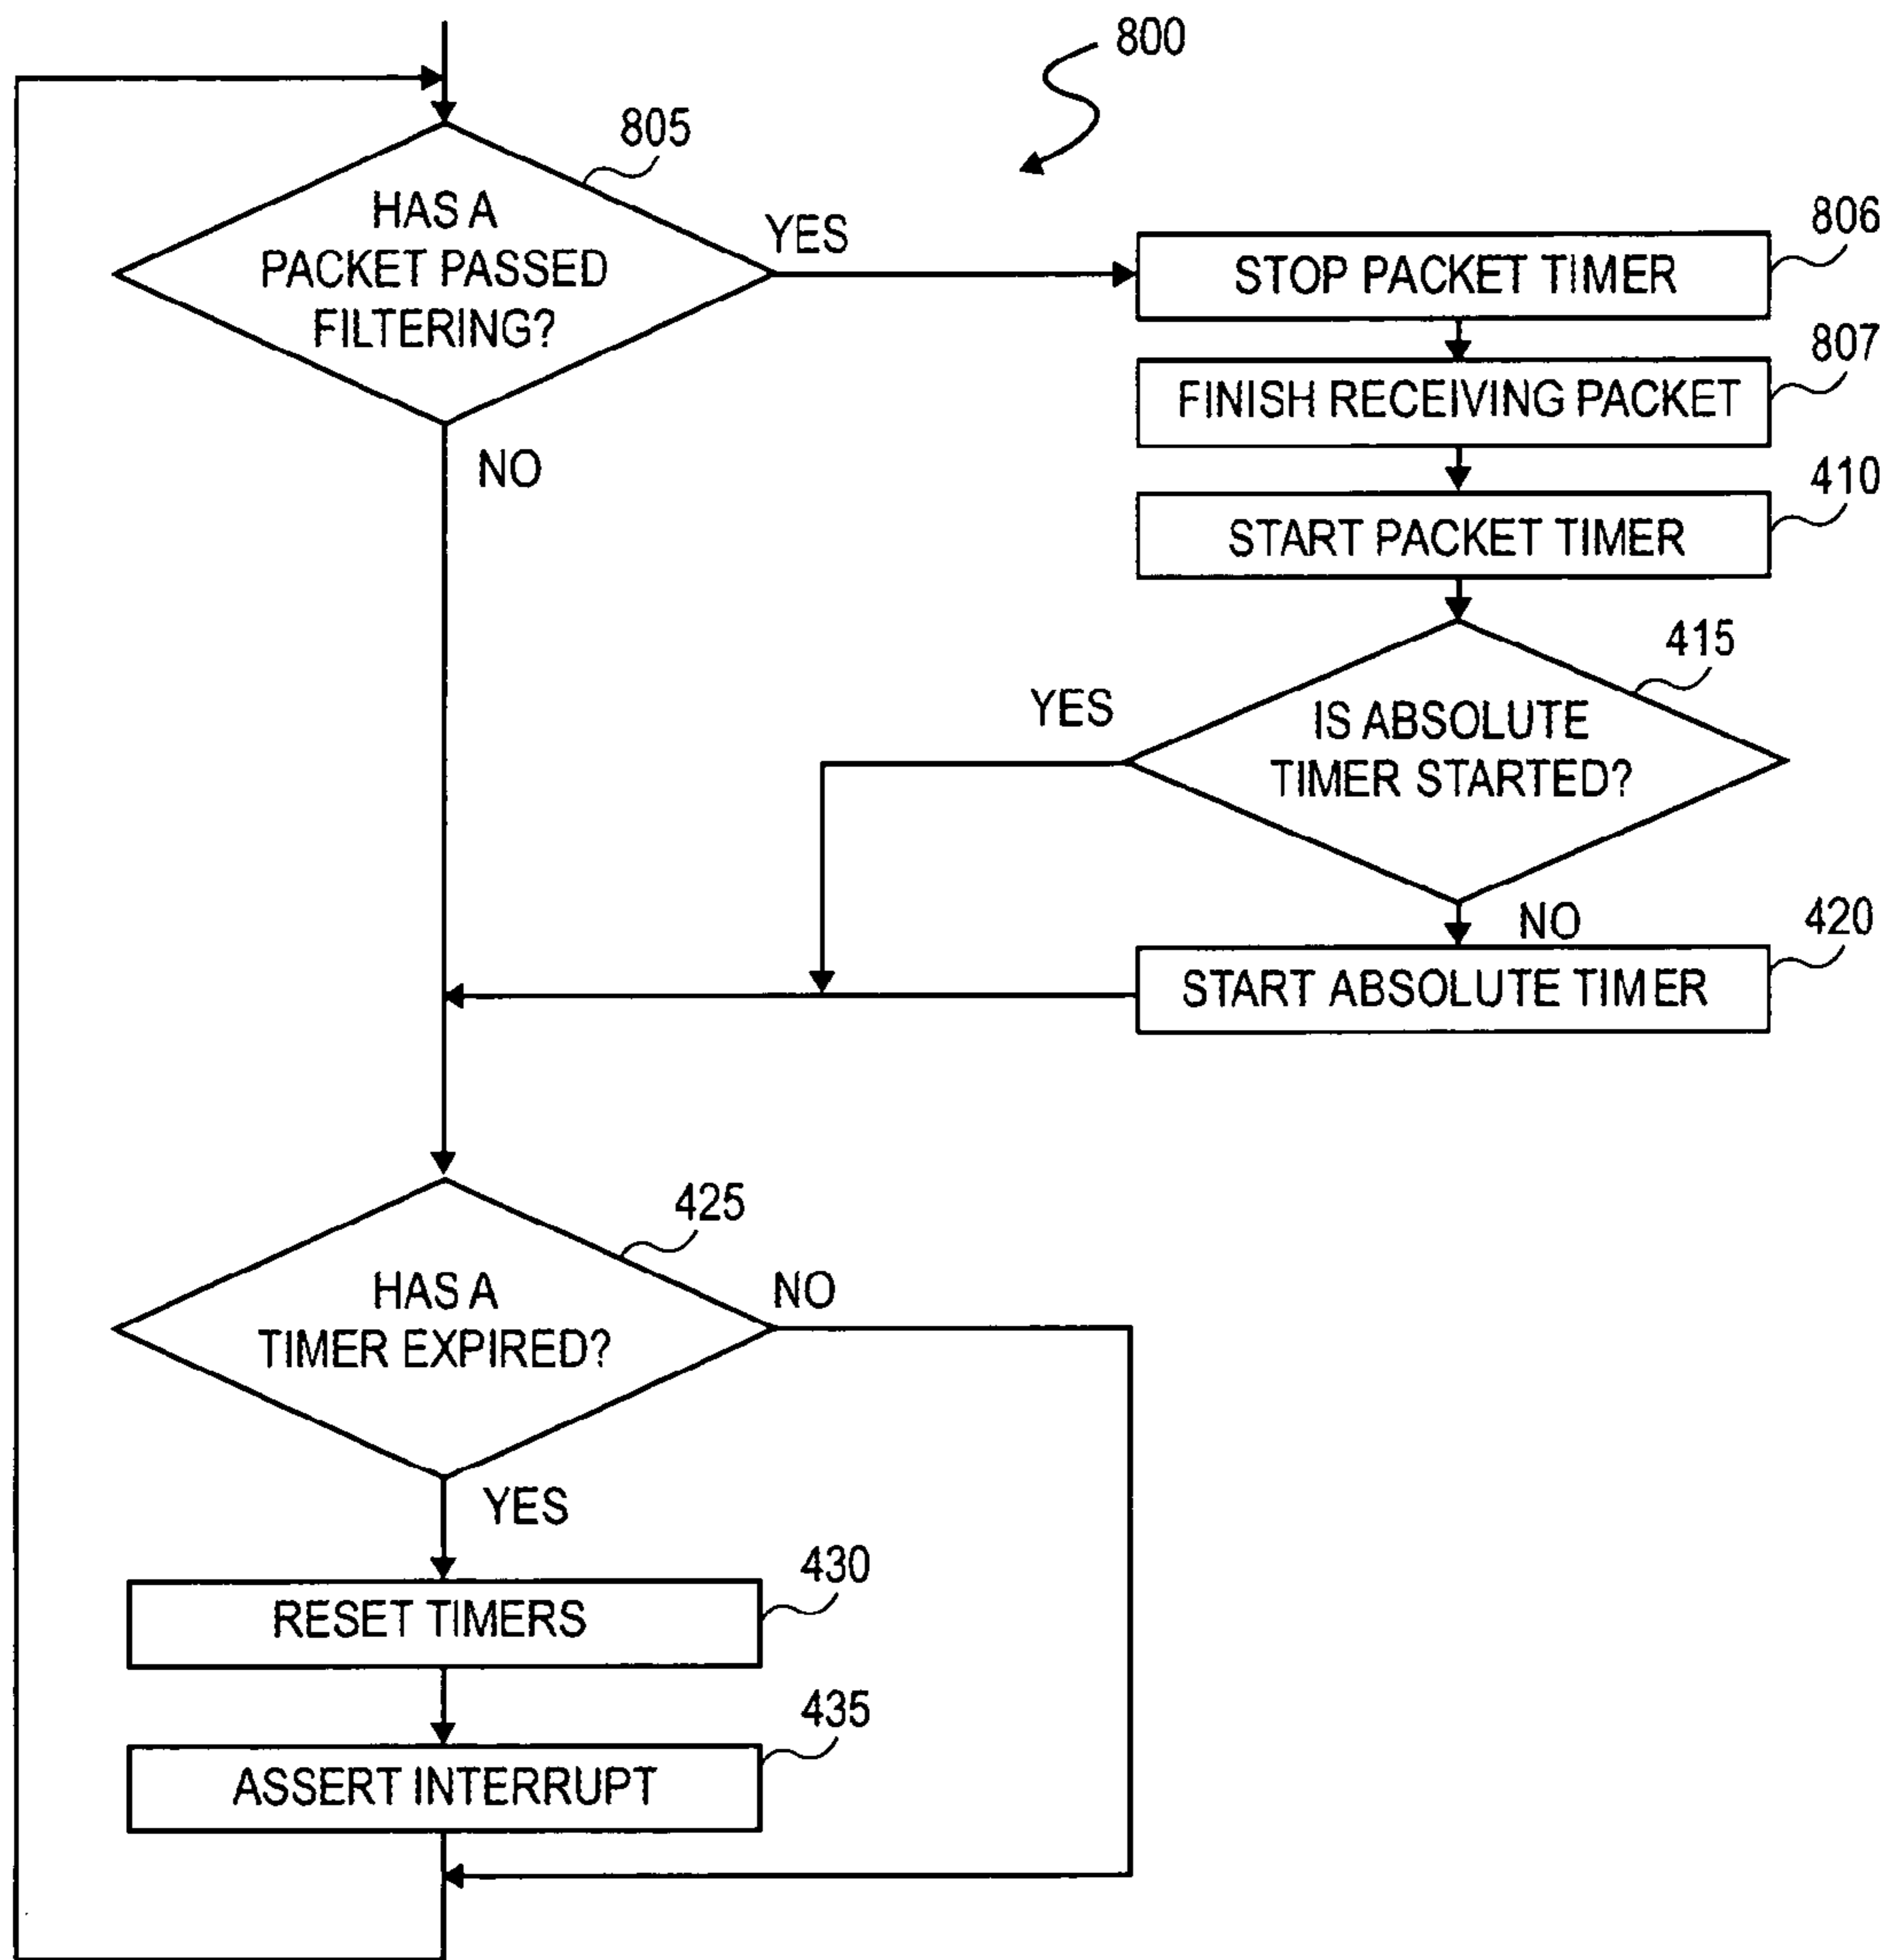 800
805
HAS A
PACKET PASSED
FILTERING?
YES
NO
806
STOP PACKET TIMER
807
FINISH RECEIVING PACKET
410
START PACKET TIMER
415
IS ABSOLUTE
TIMER STARTED?
YES
NO
420
START ABSOLUTE TIMER
425
HAS A
TIMER EXPIRED?
NO
YES
430
RESET TIMERS
435
ASSERT INTERRUPT